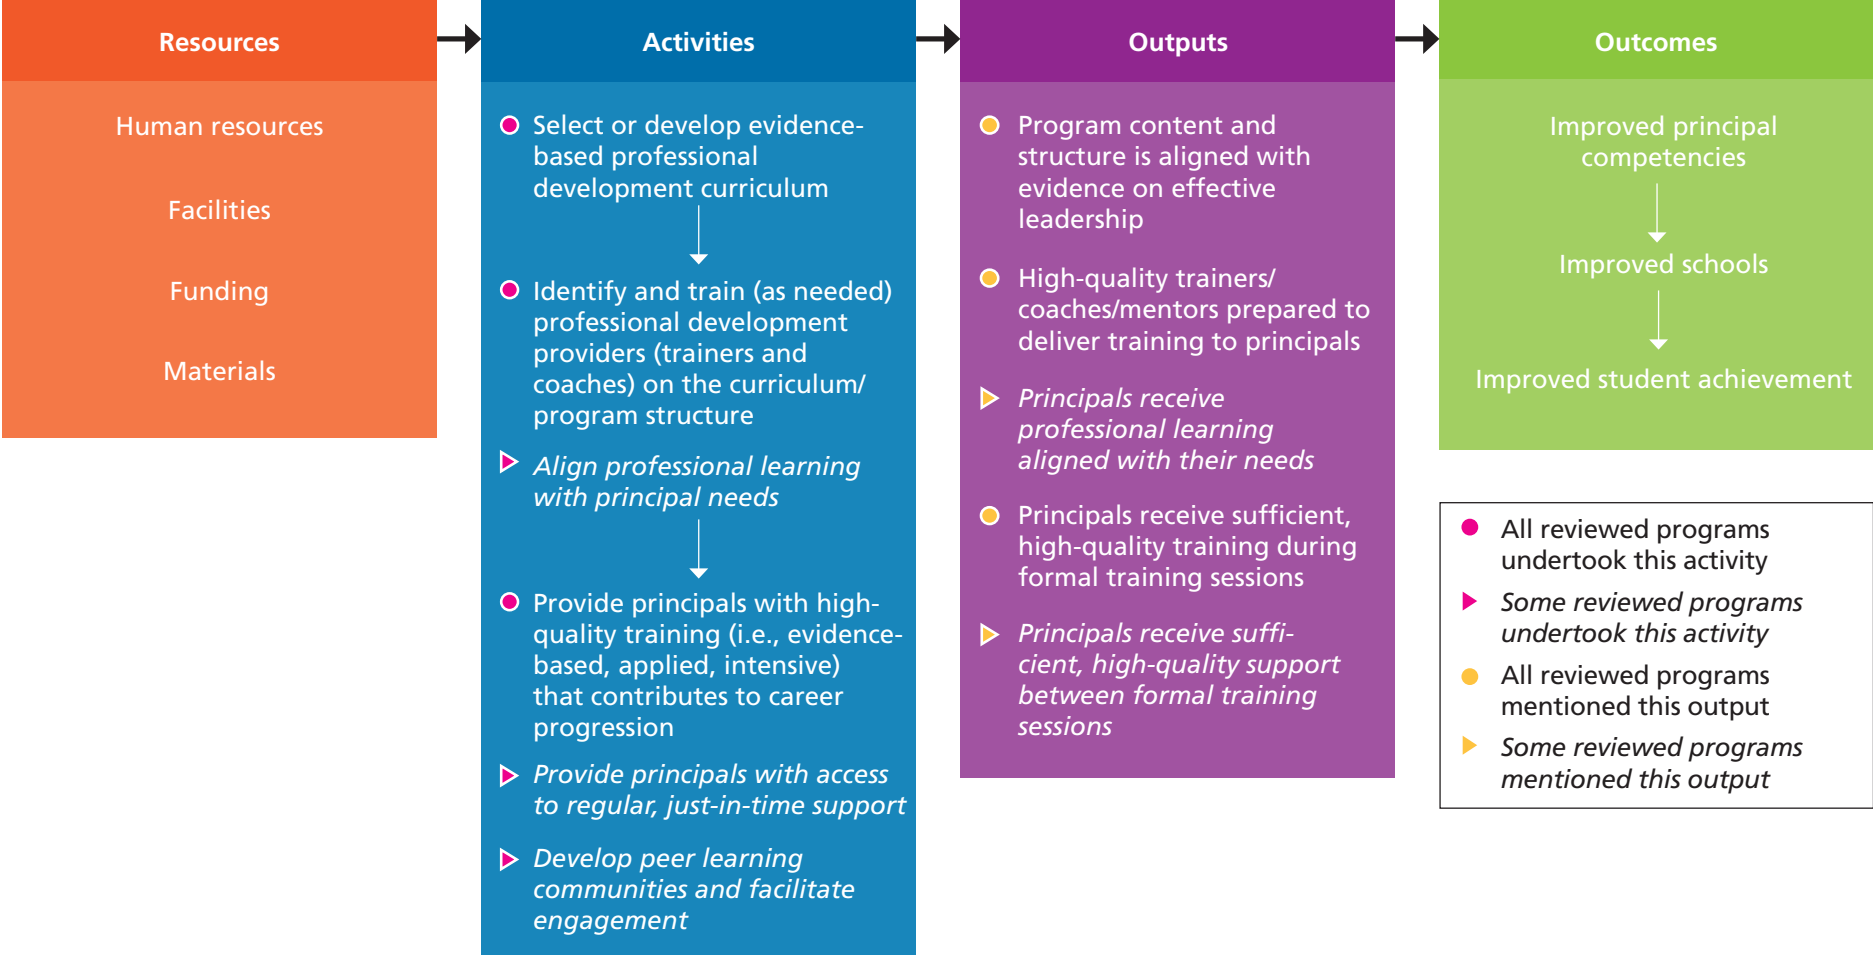 Resources
Human resources
Facilities
Funding
Materials
Activities
Select or develop evidence-
based professional
development curriculum
Identify and train (as needed)
professional development
providers (trainers and
coaches) on the curriculum/
program structure
Align professional learning
with principal needs
Provide principals with high-
quality training (i.e., evidence-
based, applied, intensive)
that contributes to career
progression
Provide principals with access
to regular, just-in-time support
Develop peer learning
communities and facilitate
engagement
Outputs
Program content and
structure is aligned with
evidence on effective
leadership
High-quality trainers/
coaches/mentors prepared to
deliver training to principals
Principals receive
professional learning
aligned with their needs
Principals receive sufficient,
high-quality training during
formal training sessions
Principals receive suffi-
cient, high-quality support
between formal training
sessions
Outcomes
Improved principal
competencies
Improved schools
Improved student achievement
All reviewed programs
undertook this activity
Some reviewed programs
undertook this activity
All reviewed programs
mentioned this output
Some reviewed programs
mentioned this output